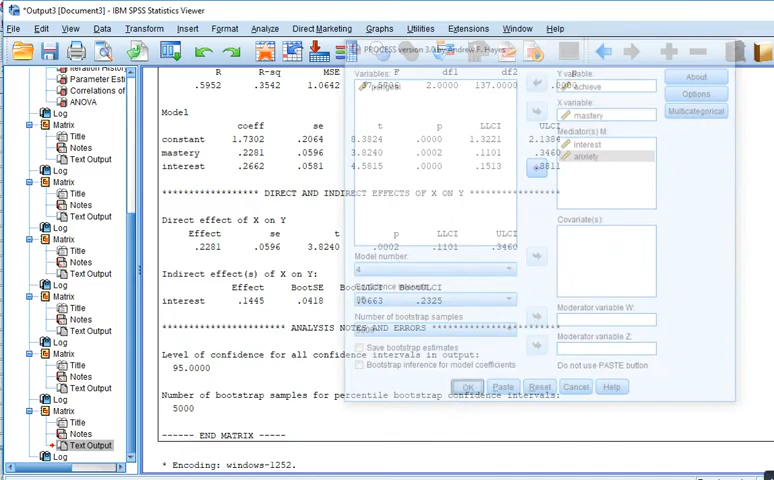 *Output3 [Document3] - IBM SPSS Statistics Viewer
File Edit View Data Transform Insert Format Analyze Direct Marketing Graphs Utilities Extensions Window Help
PROCESS version 3.0 by Andrew F. Hayes
Iteration History
Parameter Esti
Correlations of
ANOVA
Log
Matrix
Title
Notes
Text Output
Log
Matrix
Title
Notes
Text Output
Log
Matrix
Title
Notes
Text Output
Log
Matrix
Title
Notes
Text Output
Log
Matrix
Title
Notes
Text Output
Log
Matrix
Title
Notes
Text Output
Log
R R-sq MSE F df1 df2 p
.5952 .3542 .1042 37.5706 2.0000 137.0000 .0000
Model
coeff se t p LLCI ULCI
constant 1.7302 .2064 8.3824 .0000 1.3221 2.1384
mastery .2281 .0596 3.8240 .0002 .1101 .3460
interest .2662 .0581 4.5815 .0000 .1513 .3811
*********************** DIRECT AND INDIRECT EFFECTS OF X ON Y *****************
Direct effect of X on Y
Effect se t p LLCI ULCI
.2281 .0596 3.8240 .0002 .1101 .3460
Indirect effect(s) of X on Y:
Effect BootSE BootLLCI BootULCI
interest .1445 .0418 .0663 .2325
*********************** ANALYSIS NOTES AND ERRORS ************************
Level of confidence for all confidence intervals in output:
95.0000
Number of bootstrap samples for percentile bootstrap confidence intervals:
5000
------ END MATRIX -----
* Encoding: windows-1252.
Variables:
Y variable:
achieve
X variable:
mastery
Mediator(s) M:
interest
anxiety
Covariate(s):
Model number:
4
Number of bootstrap samples
Save bootstrap estimates
Bootstrap inference for model coefficients
Moderator variable W:
Moderator variable Z:
Do not use PASTE button
About
Options
Multicategorical
OK Paste Reset Cancel Help